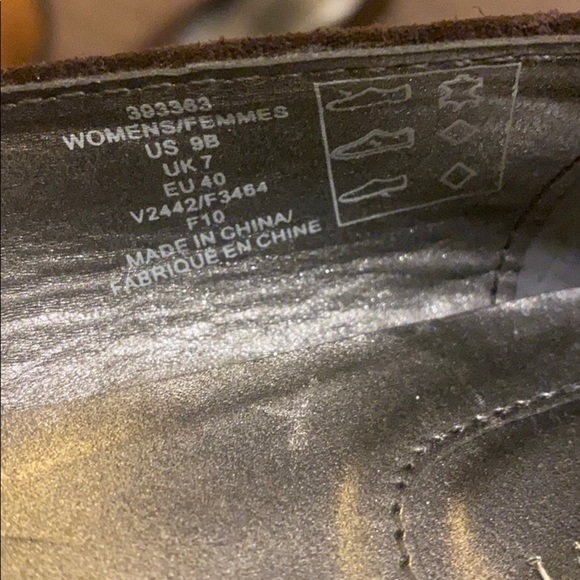 393363
WOMENS/FEMMES
US 9B
UK 7
EU 40
V2442/F3464
F10
MADE IN CHINA/
FABRIQUÉ EN CHINE